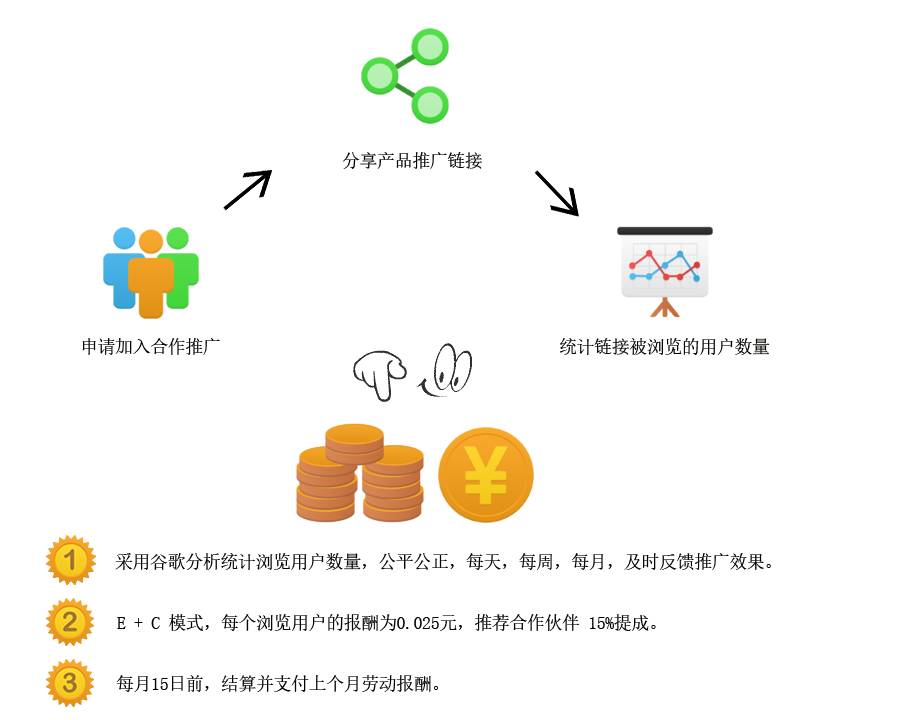 分享产品推广链接
申请加入合作推广
统计链接被浏览的用户数量
¥
1 采用谷歌分析统计浏览用户数量，公平公正，每天，每周，每月，及时反馈推广效果。
2 E + C 模式，每个浏览用户的报酬为0.025元，推荐合作伙伴 15%提成。
3 每月15日前，结算并支付上个月劳动报酬。